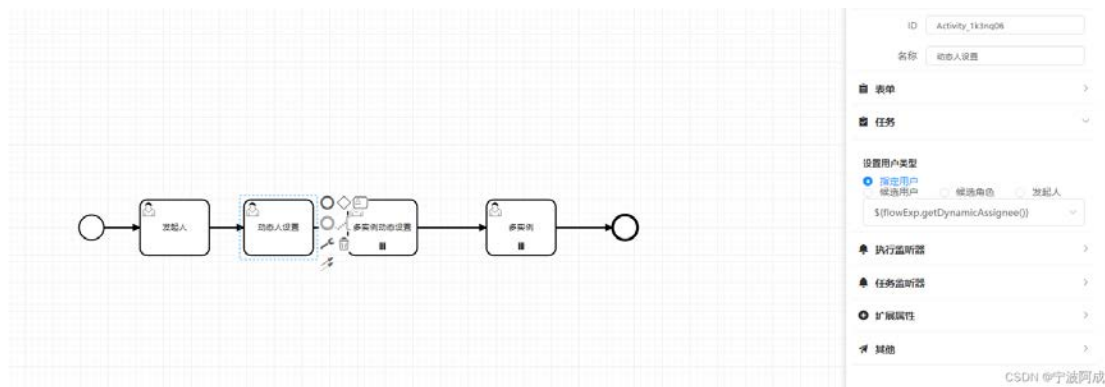 ID Activity_1k3nq06
名称 动态人设置
表单
任务
设置用户类型
指定用户
候选用户 候选角色 发起人
${flowExp.getDynamicAssignee()}
执行监听器
任务监听器
扩展属性
其他
发起人
动态人设置
多实例动态设置
多实例
CSDN @宁波阿成